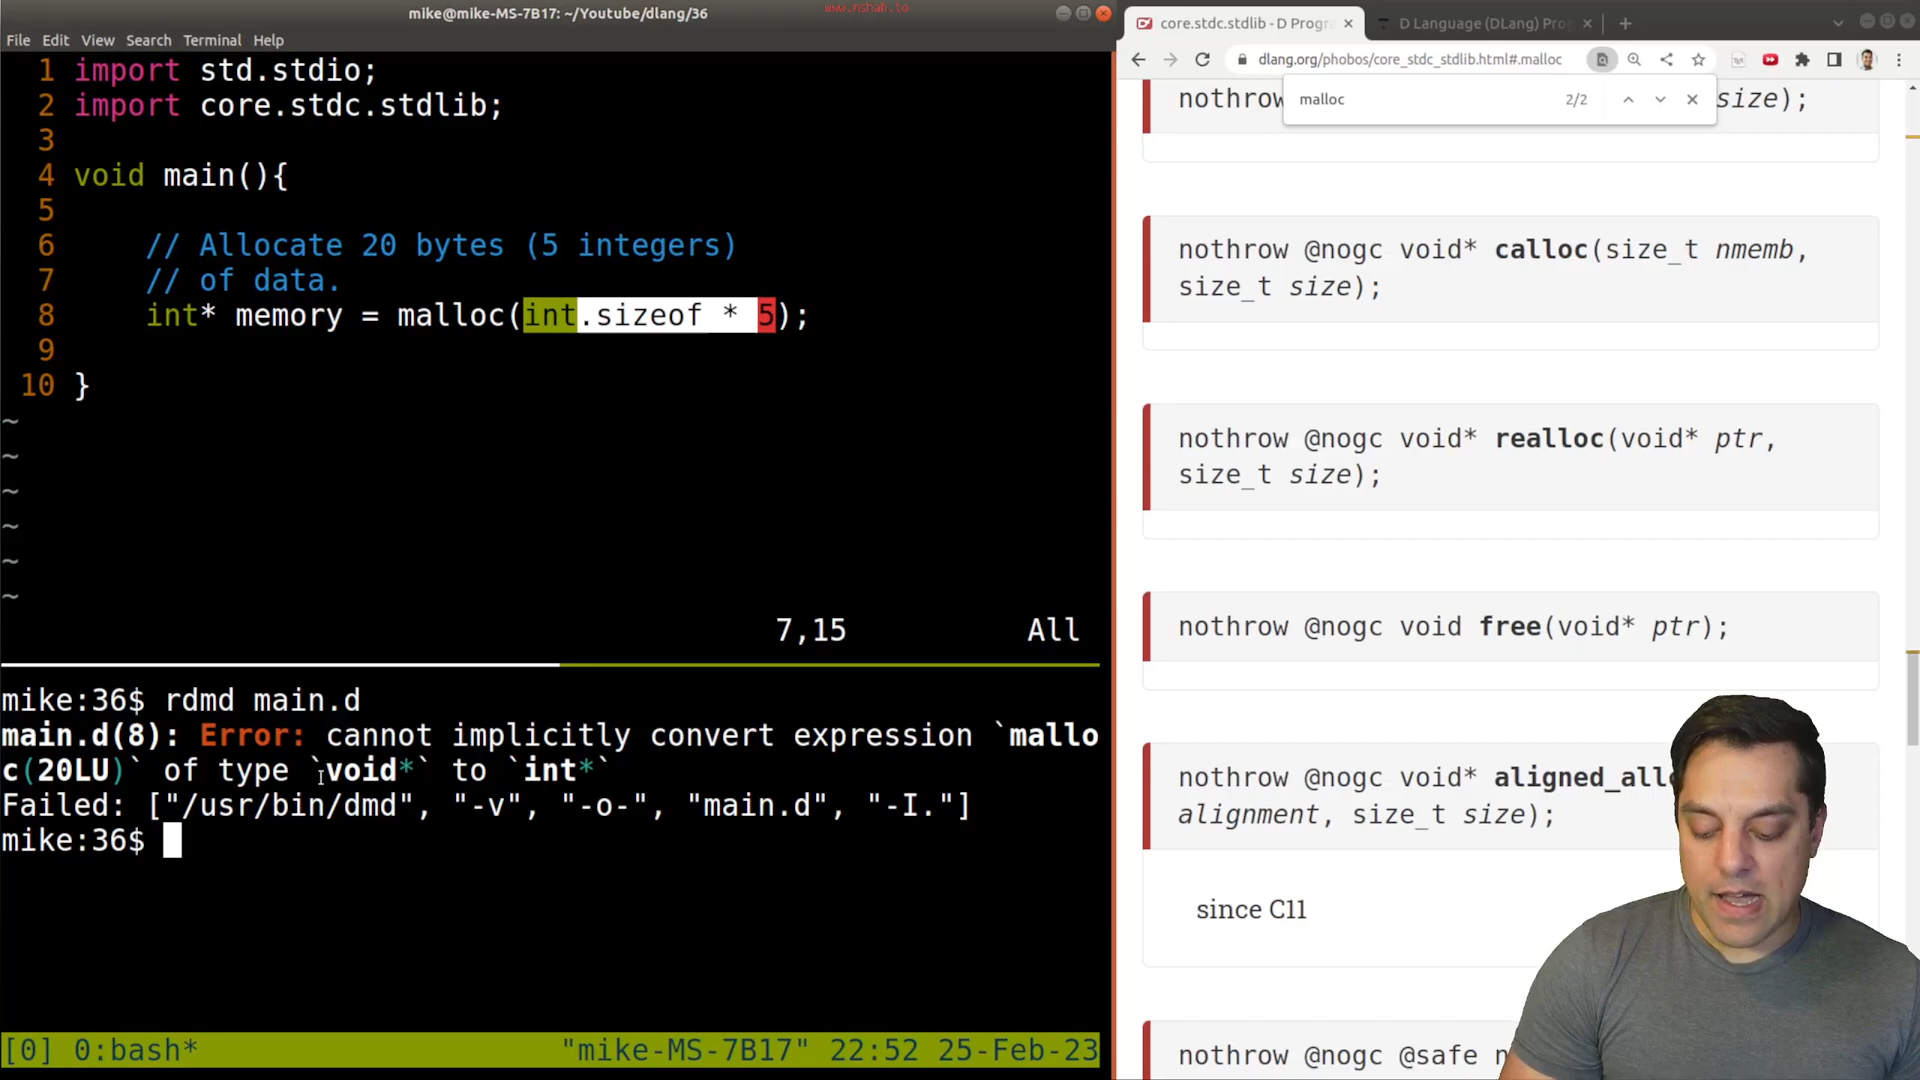 mike@mike-MS-7B17: ~/Youtube/dlang/36
www.mshah.io
File Edit View Search Terminal Help
1 import std.stdio;
2 import core.stdc.stdlib;
3
4 void main(){
5
6 // Allocate 20 bytes (5 integers)
7 // of data.
8 int* memory = malloc(int.sizeof * 5);
9
10 }
~
~
~
~
~
~
7,15 All
mike:36$ rdmd main.d
main.d(8): Error: cannot implicitly convert expression `mallo
c(20LU)` of type `void*` to `int*`
Failed: ["/usr/bin/dmd", "-v", "-o-", "main.d", "-I."]
mike:36$
[0] 0:bash* "mike-MS-7B17" 22:52 25-Feb-23
core.stdc.stdlib - D Progra
D Language (DLang) Pro
dlang.org/phobos/core_stdc_stdlib.html#.malloc
malloc 2/2
nothrow size);
nothrow @nogc void* calloc(size_t nmemb,
size_t size);
nothrow @nogc void* realloc(void* ptr,
size_t size);
nothrow @nogc void free(void* ptr);
nothrow @nogc void* aligned_allo
alignment, size_t size);
since C11
nothrow @nogc @safe n